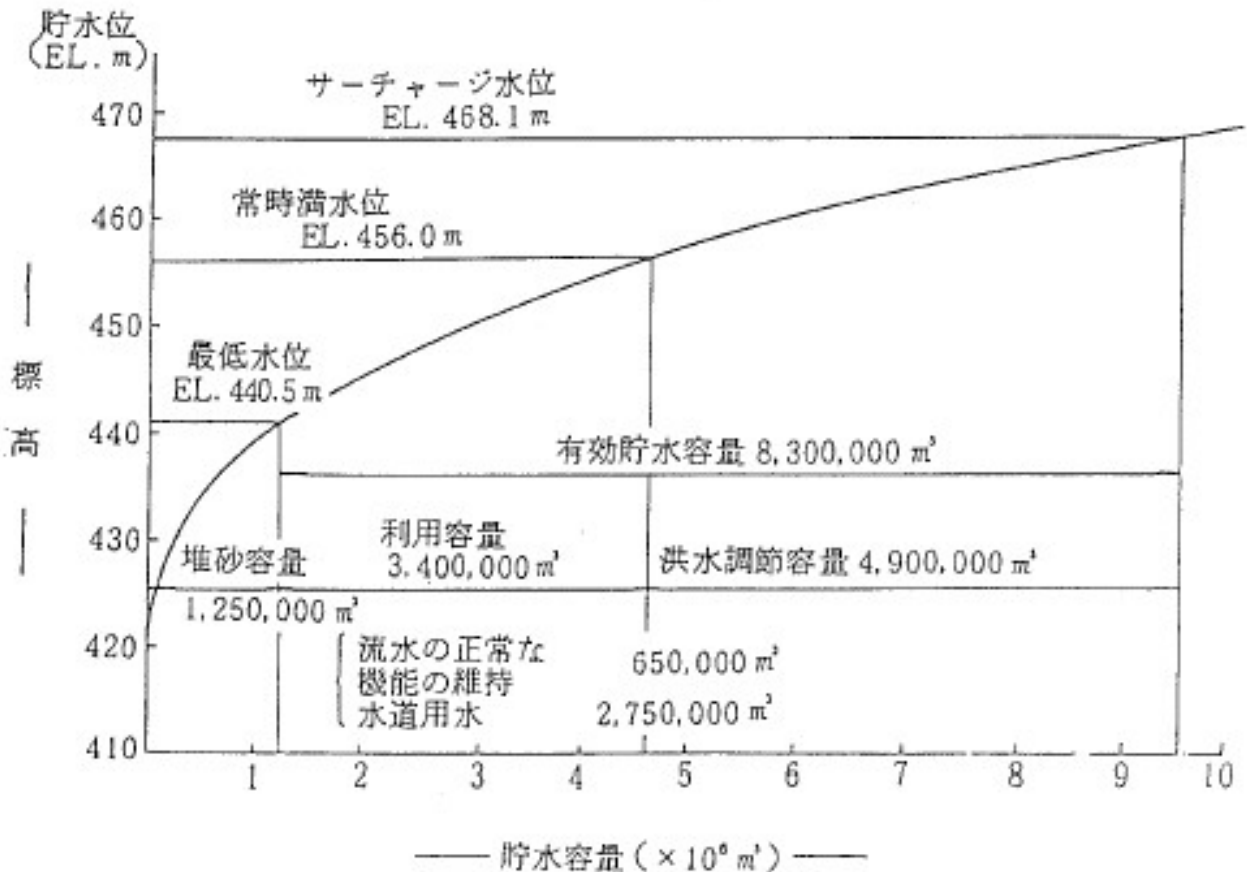 貯水位
(EL. m)
サーチャージ水位
EL. 468.1 m
470
常時満水位
460
EL. 456.0 m
450
最低水位
EL. 440.5 m
440
有効貯水容量 8,300,000 m³
430
利用容量
堆砂容量
3,400,000 m³
洪水調節容量 4,900,000 m³
1,250,000 m³
420
流水の正常な
機能の維持
650,000 m³
水道用水
2,750,000 m³
410
1 2 3 4 5 6 7 8 9 10
標高
貯水容量 (×10⁶ m³)